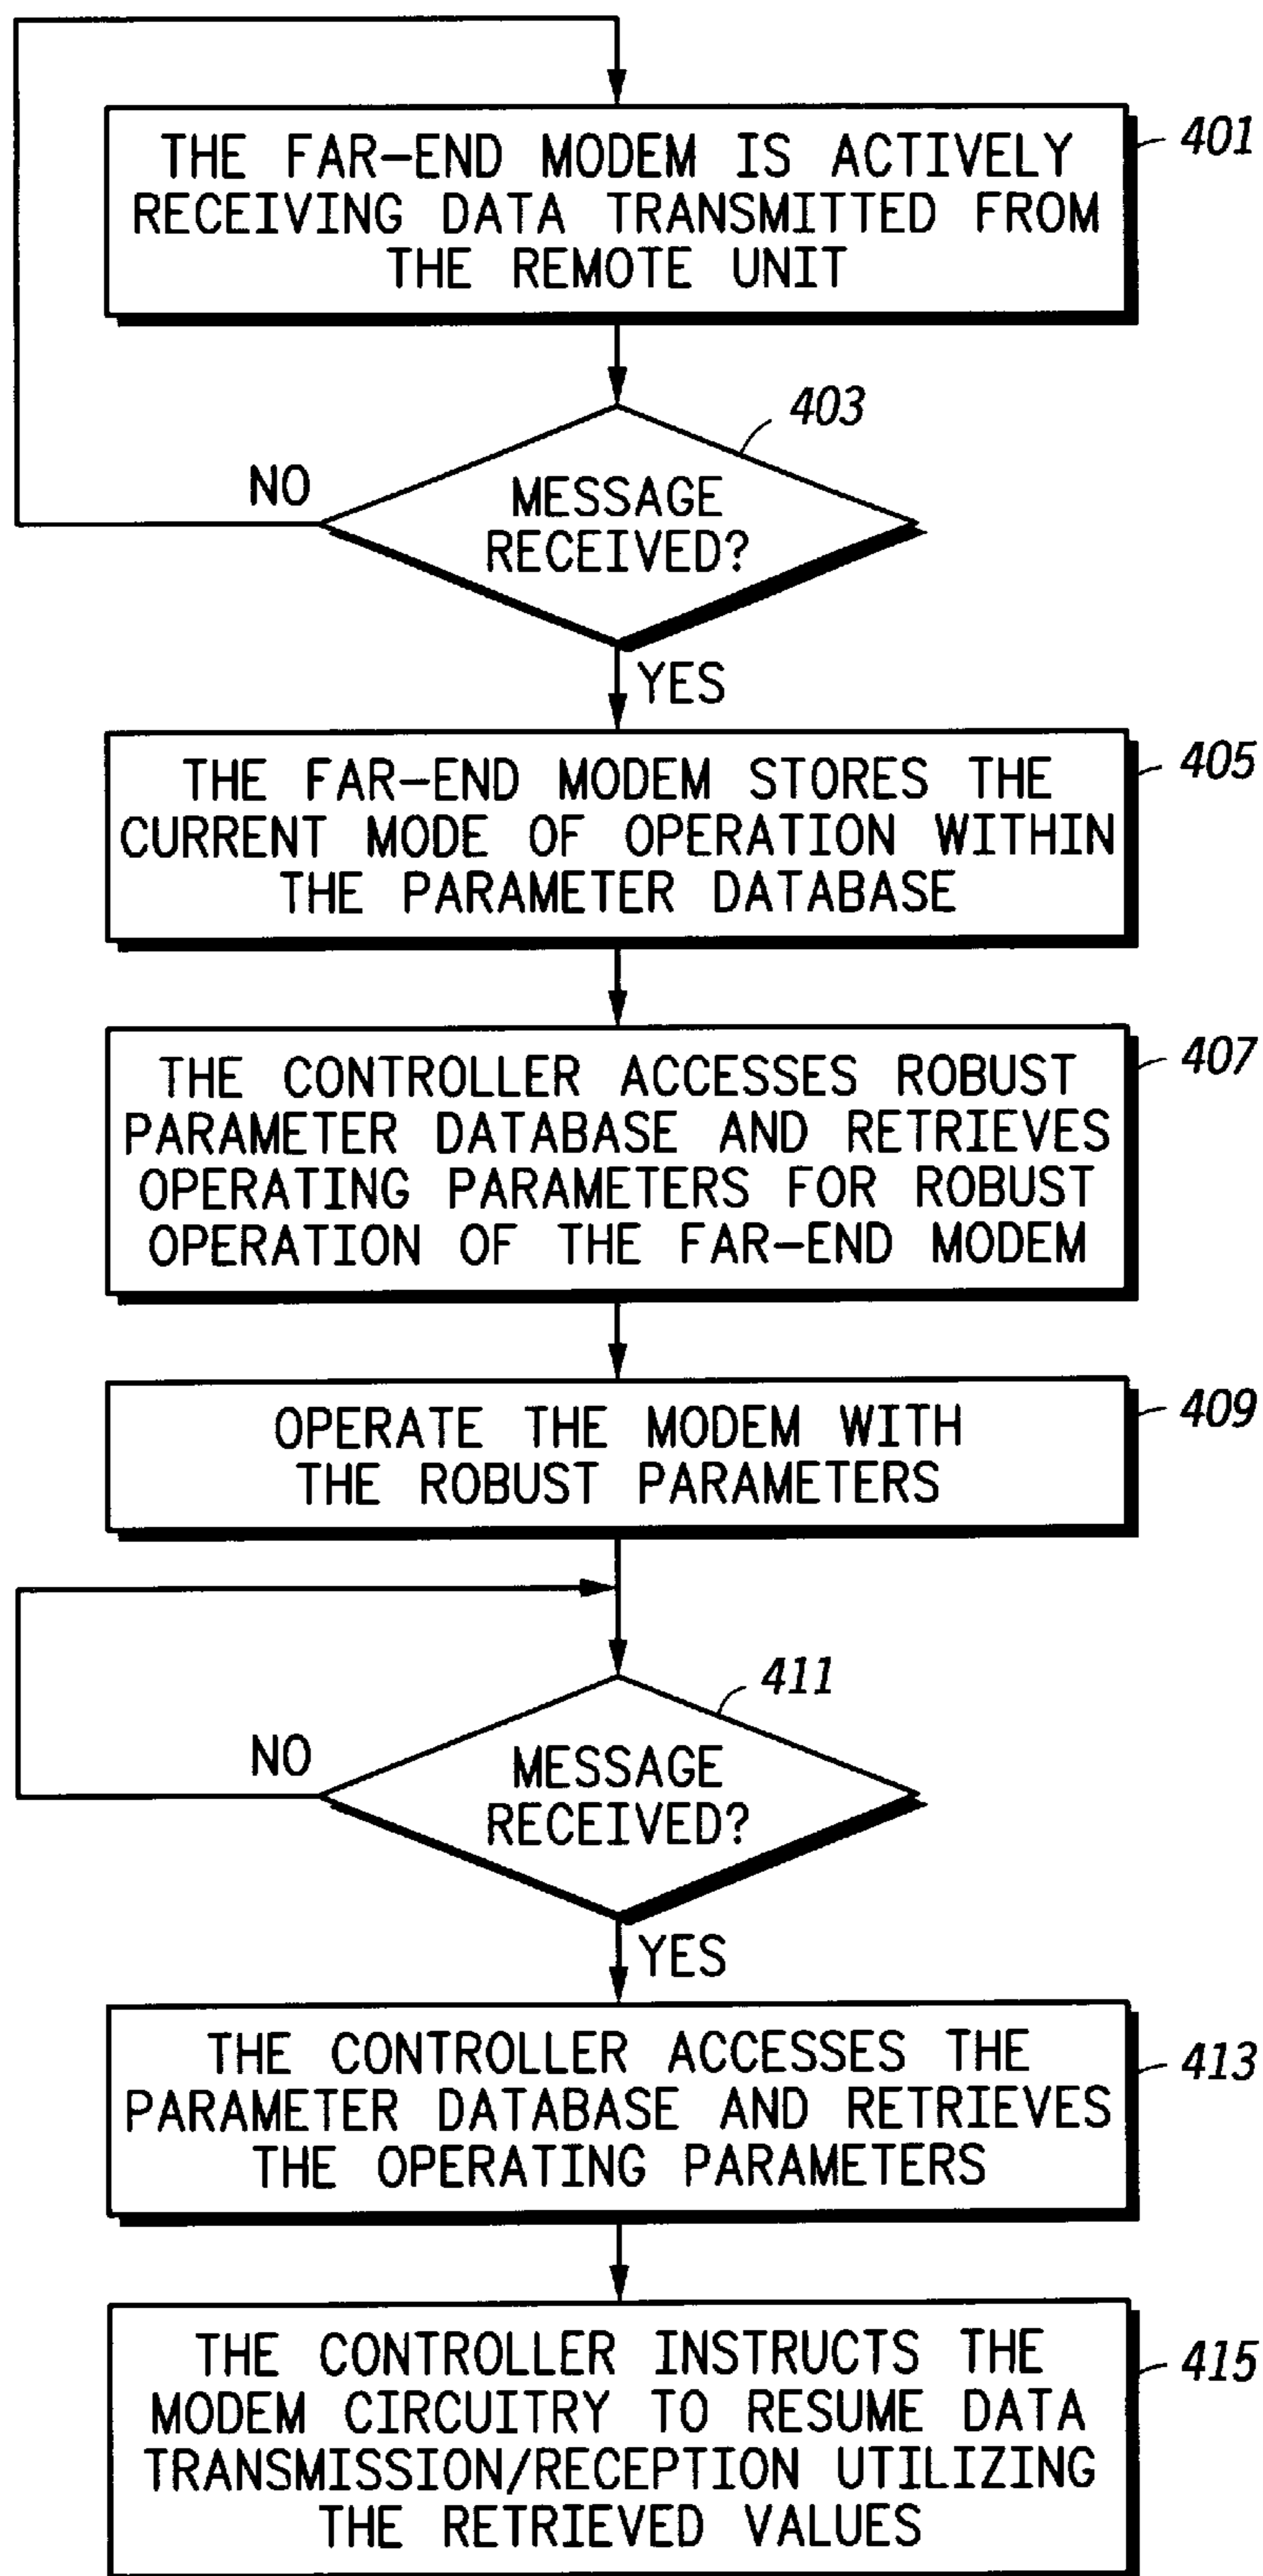 THE FAR-END MODEM IS ACTIVELY
RECEIVING DATA TRANSMITTED FROM
THE REMOTE UNIT
401
403
MESSAGE
RECEIVED?
NO
YES
THE FAR-END MODEM STORES THE
CURRENT MODE OF OPERATION WITHIN
THE PARAMETER DATABASE
405
THE CONTROLLER ACCESSES ROBUST
PARAMETER DATABASE AND RETRIEVES
OPERATING PARAMETERS FOR ROBUST
OPERATION OF THE FAR-END MODEM
407
OPERATE THE MODEM WITH
THE ROBUST PARAMETERS
409
411
MESSAGE
RECEIVED?
NO
YES
THE CONTROLLER ACCESSES THE
PARAMETER DATABASE AND RETRIEVES
THE OPERATING PARAMETERS
413
THE CONTROLLER INSTRUCTS THE
MODEM CIRCUITRY TO RESUME DATA
TRANSMISSION/RECEPTION UTILIZING
THE RETRIEVED VALUES
415